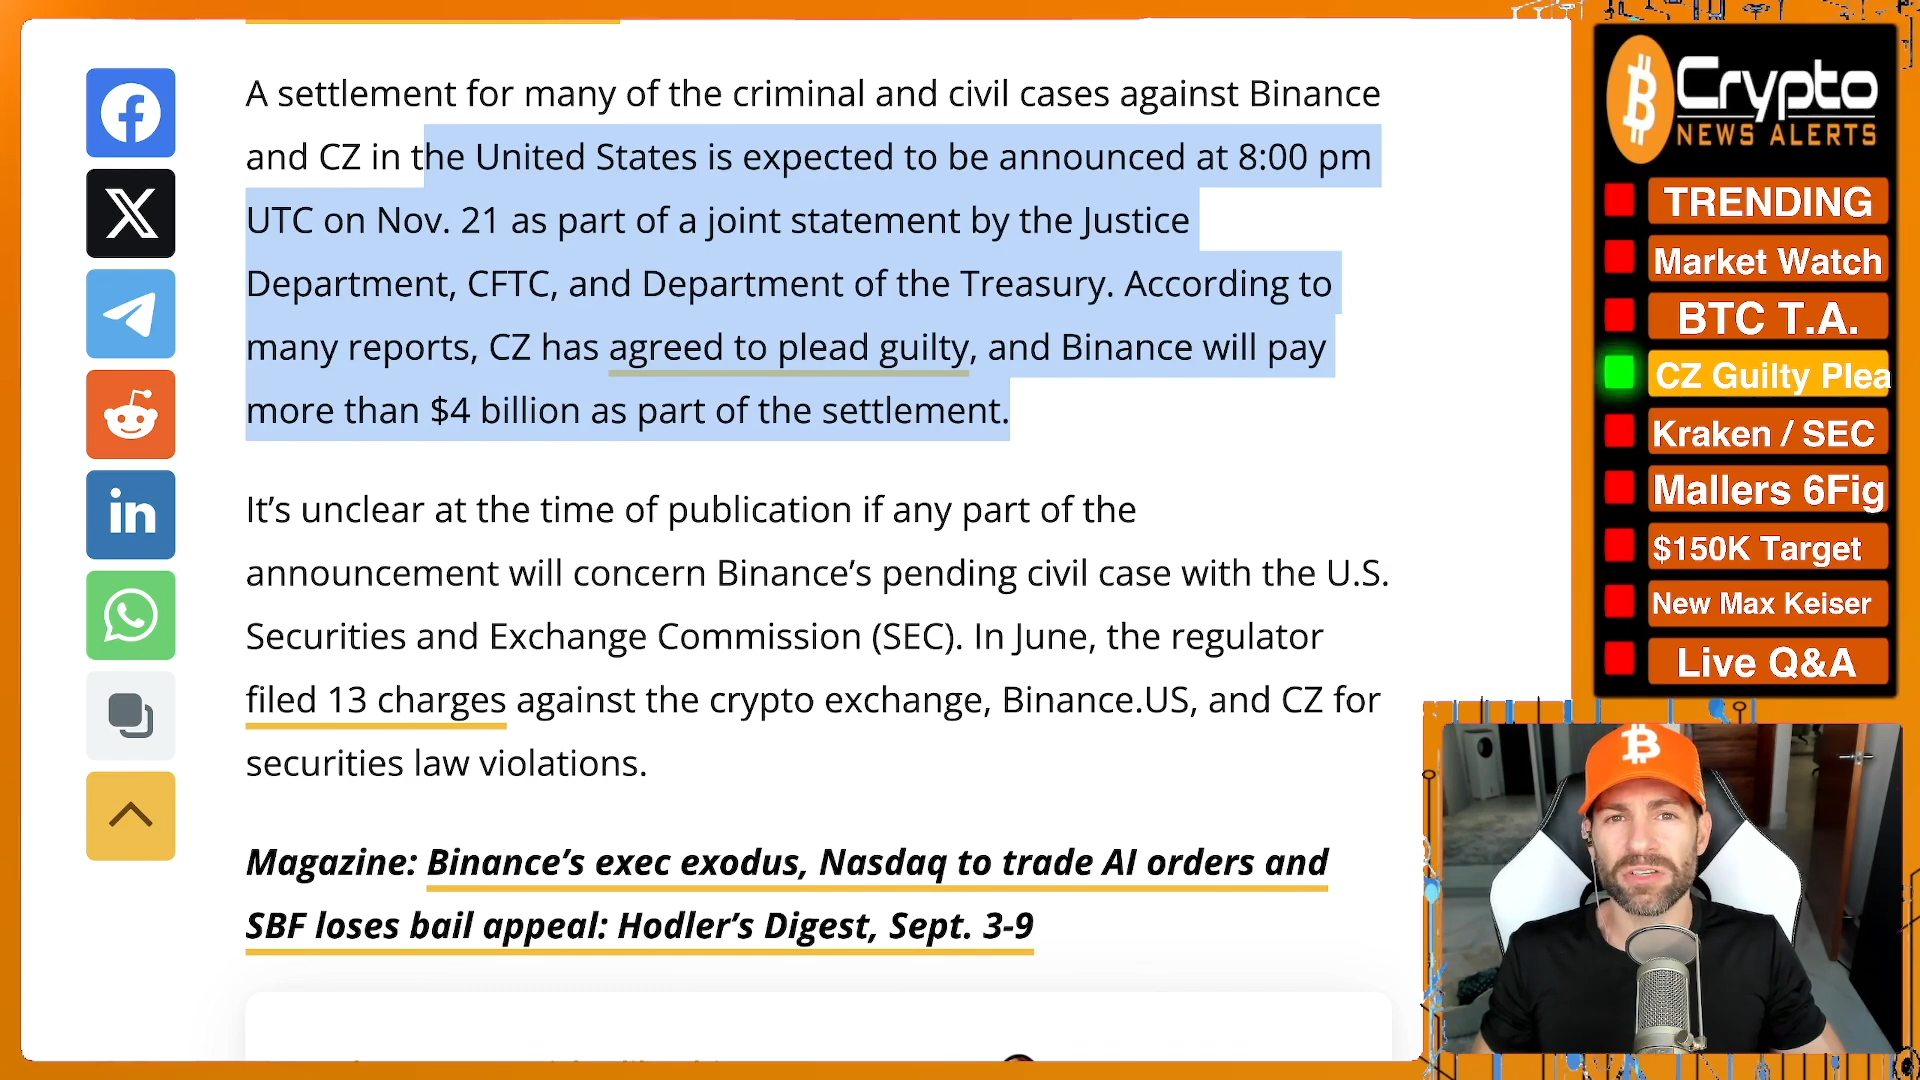 A settlement for many of the criminal and civil cases against Binance
and CZ in the United States is expected to be announced at 8:00 pm
UTC on Nov. 21 as part of a joint statement by the Justice
Department, CFTC, and Department of the Treasury. According to
many reports, CZ has agreed to plead guilty, and Binance will pay
more than $4 billion as part of the settlement.
It’s unclear at the time of publication if any part of the
announcement will concern Binance’s pending civil case with the U.S.
Securities and Exchange Commission (SEC). In June, the regulator
filed 13 charges against the crypto exchange, Binance.US, and CZ for
securities law violations.
Magazine: Binance’s exec exodus, Nasdaq to trade AI orders and
SBF loses bail appeal: Hodler’s Digest, Sept. 3-9
Crypto
NEWS ALERTS
TRENDING
Market Watch
BTC T.A.
CZ Guilty Plea
Kraken / SEC
Mallers 6Fig
$150K Target
New Max Keiser
Live Q&A